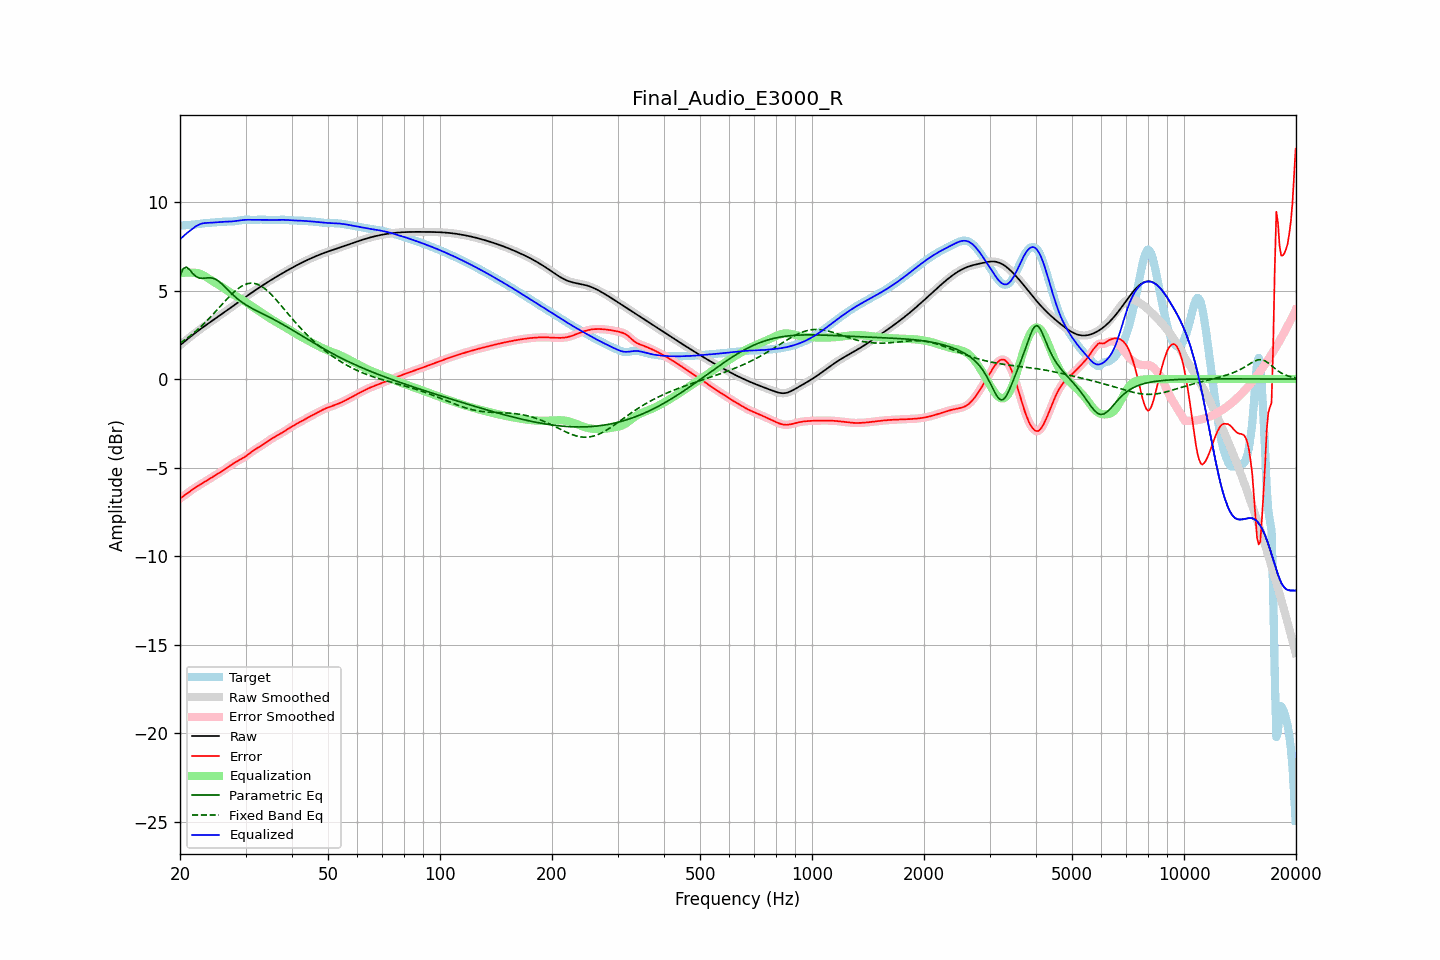 Final_Audio_E3000_R
Amplitude (dBr)
10
5
0
−5
−10
−15
−20
−25
Target
Raw Smoothed
Error Smoothed
Raw
Error
Equalization
Parametric Eq
Fixed Band Eq
Equalized
20 50 100 200 500 1000 2000 5000 10000 20000
Frequency (Hz)